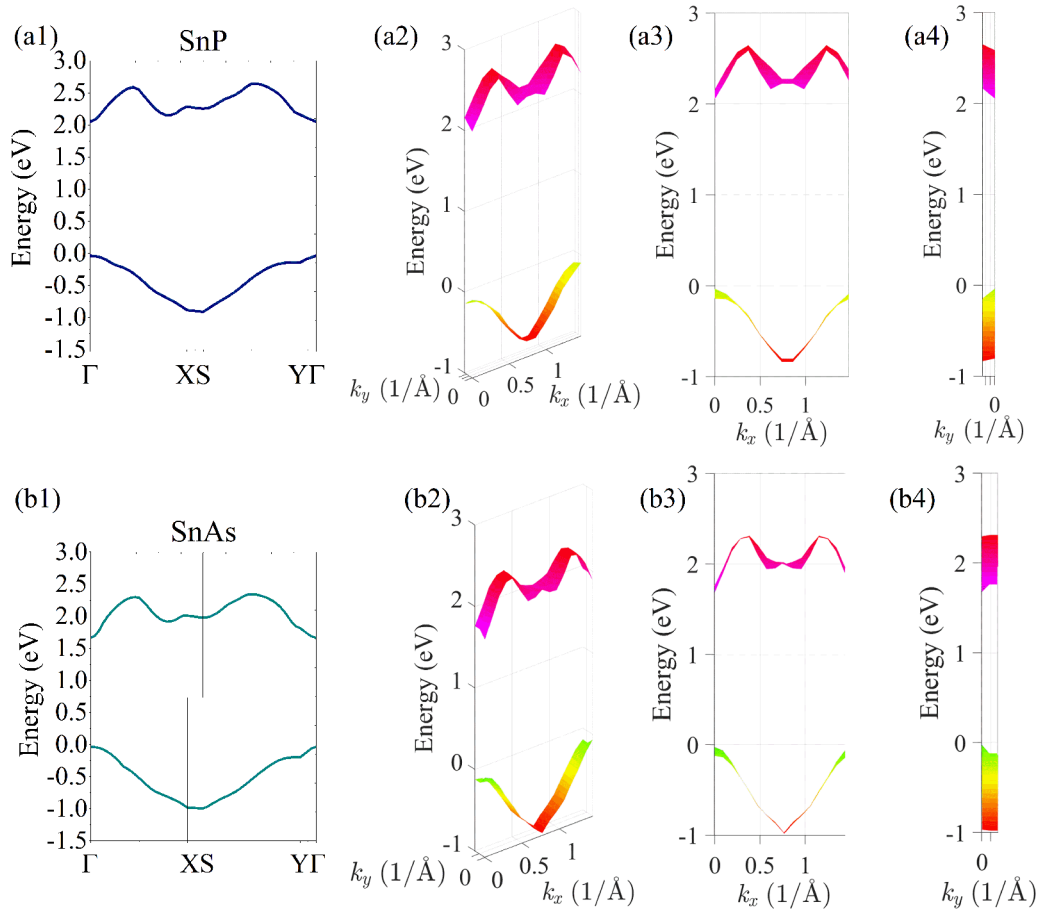 (a1)
SnP
3.0
2.5
2.0
1.5
1.0
0.5
0.0
-0.5
-1.0
-1.5
Energy (eV)
Γ
XS
YΓ
(a2)
3
2
1
0
-1
Energy (eV)
k_y (1/Å)
0
0
0.5
1
k_x (1/Å)
(a3)
3
2
1
0
-1
Energy (eV)
0
0.5
1
k_x (1/Å)
(a4)
3
2
1
0
-1
Energy (eV)
0
k_y (1/Å)
(b1)
SnAs
3.0
2.5
2.0
1.5
1.0
0.5
0.0
-0.5
-1.0
-1.5
Energy (eV)
Γ
XS
YΓ
(b2)
3
2
1
0
-1
Energy (eV)
k_y (1/Å)
0
0
0.5
1
k_x (1/Å)
(b3)
3
2
1
0
-1
Energy (eV)
0
0.5
1
k_x (1/Å)
(b4)
3
2
1
0
-1
Energy (eV)
0
k_y (1/Å)